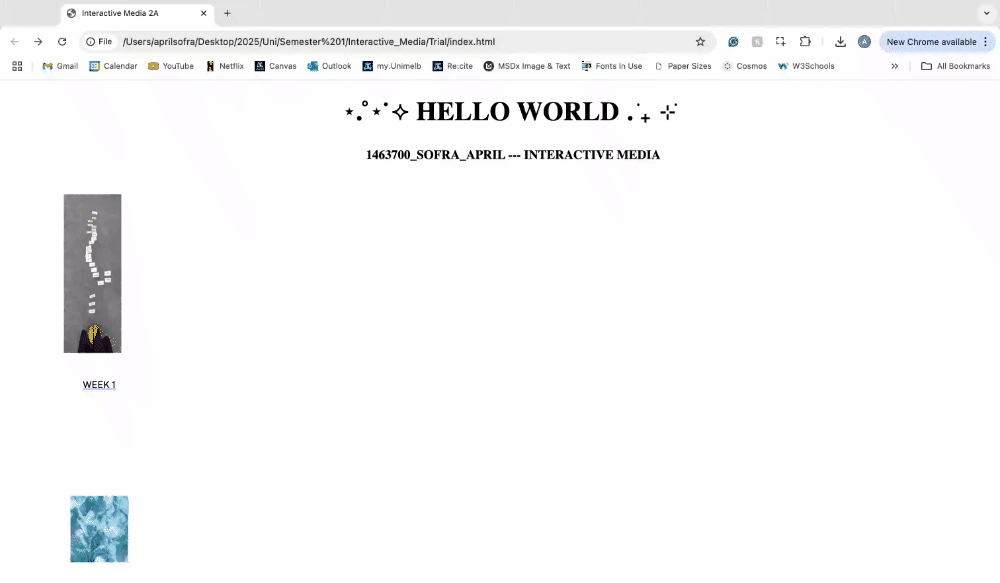 Interactive Media 2A
File /Users/aprilsofra/Desktop/2025/Uni/Semester%201/Interactive_Media/Trial/index.html A New Chrome available
Gmail Calendar YouTube Netflix Canvas Outlook my.Unimelb Re:cite MSDx Image & Text Fonts In Use Paper Sizes Cosmos W3Schools » All Bookmarks
⋆.˚⋆˙✧ HELLO WORLD .˙₊ ⊹˙
1463700_SOFRA_APRIL --- INTERACTIVE MEDIA
WEEK 1